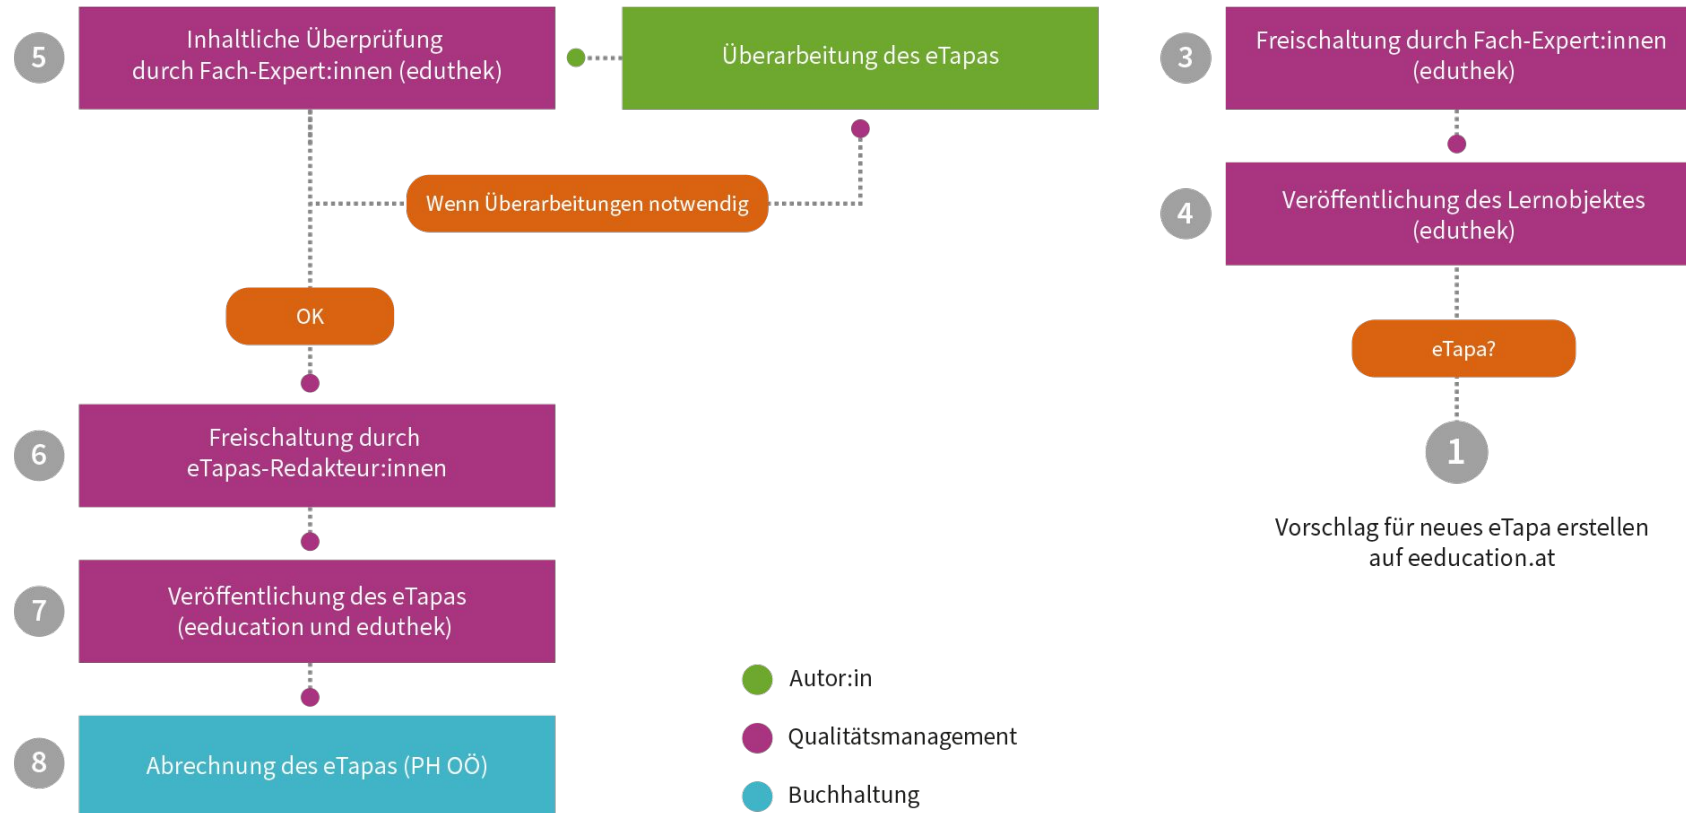 5
Inhaltliche Überprüfung
durch Fach-Expert:innen (eduthek)
Überarbeitung des eTapas
Wenn Überarbeitungen notwendig
OK
6
Freischaltung durch
eTapas-Redakteur:innen
7
Veröffentlichung des eTapas
(eeducation und eduthek)
8
Abrechnung des eTapas (PH OÖ)
Autor:in
Qualitätsmanagement
Buchhaltung
3
Freischaltung durch Fach-Expert:innen
(eduthek)
4
Veröffentlichung des Lernobjektes
(eduthek)
eTapa?
1
Vorschlag für neues eTapa erstellen
auf eeducation.at